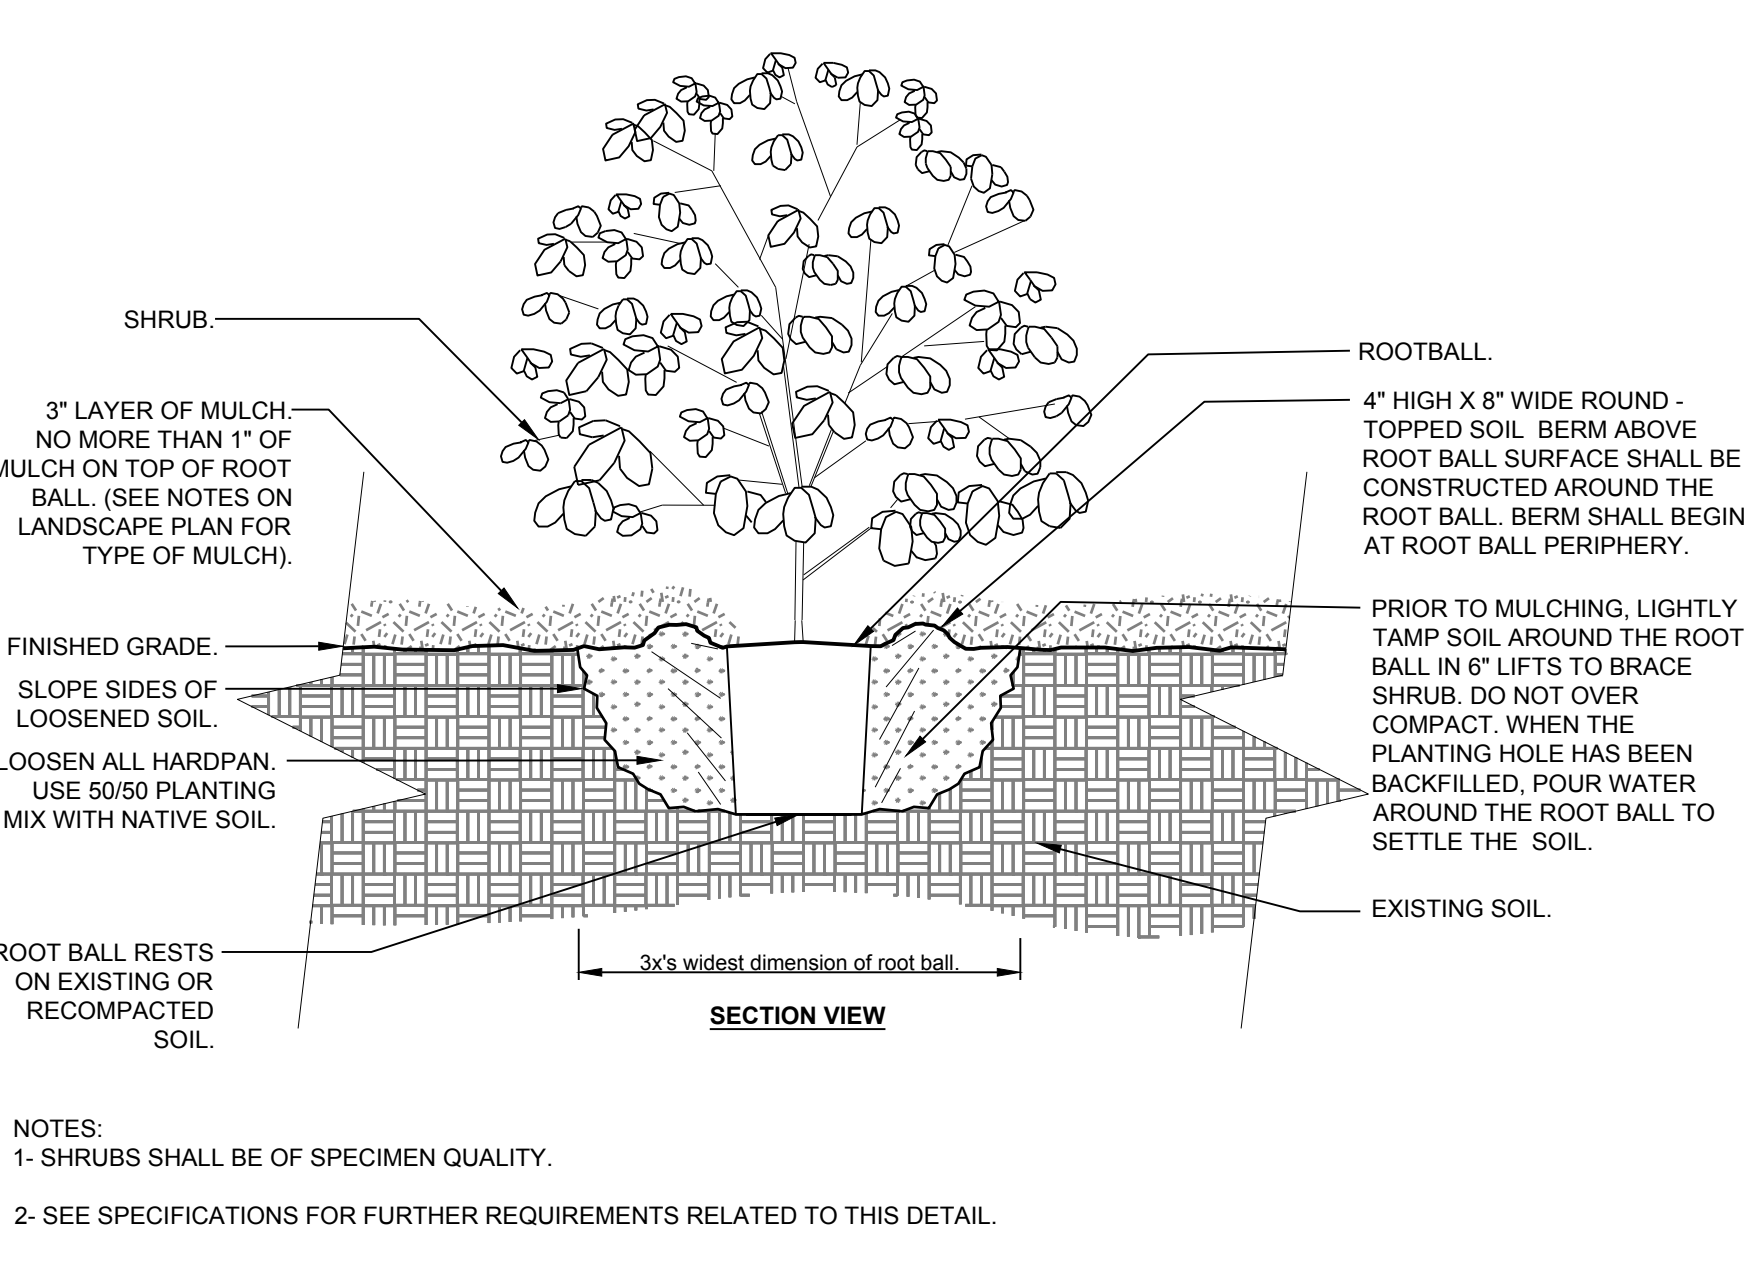 SHRUB.
3" LAYER OF MULCH.
NO MORE THAN 1" OF
MULCH ON TOP OF ROOT
BALL. (SEE NOTES ON
LANDSCAPE PLAN FOR
TYPE OF MULCH).
FINISHED GRADE.
SLOPE SIDES OF
LOOSENED SOIL.
LOOSEN ALL HARDPAN.
USE 50/50 PLANTING
MIX WITH NATIVE SOIL.
ROOT BALL RESTS
ON EXISTING OR
RECOMPACTED
SOIL.
ROOTBALL.
4" HIGH X 8" WIDE ROUND -
TOPPED SOIL BERM ABOVE
ROOT BALL SURFACE SHALL BE
CONSTRUCTED AROUND THE
ROOT BALL. BERM SHALL BEGIN
AT ROOT BALL PERIPHERY.
PRIOR TO MULCHING, LIGHTLY
TAMP SOIL AROUND THE ROOT
BALL IN 6" LIFTS TO BRACE
SHRUB. DO NOT OVER
COMPACT. WHEN THE
PLANTING HOLE HAS BEEN
BACKFILLED, POUR WATER
AROUND THE ROOT BALL TO
SETTLE THE SOIL.
EXISTING SOIL.
3x's widest dimension of root ball.
SECTION VIEW
NOTES:
1- SHRUBS SHALL BE OF SPECIMEN QUALITY.
2- SEE SPECIFICATIONS FOR FURTHER REQUIREMENTS RELATED TO THIS DETAIL.